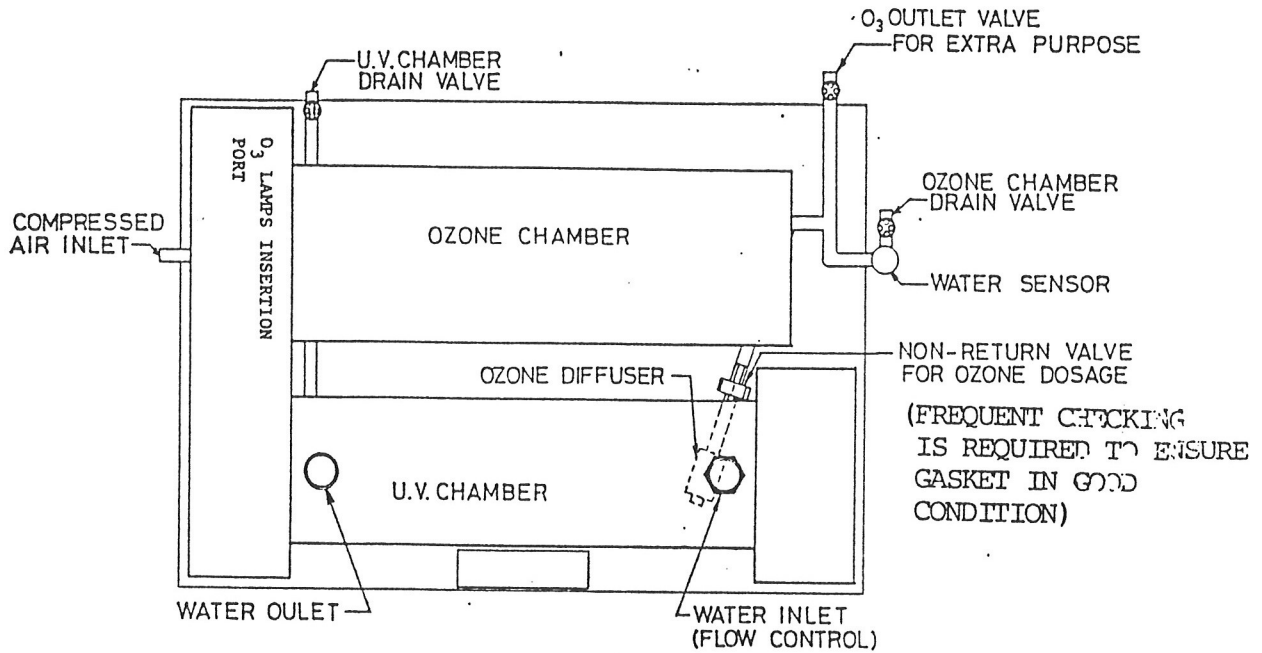 O₃ OUTLET VALVE
FOR EXTRA PURPOSE
U.V. CHAMBER
DRAIN VALVE
O₃ LAMPS INSERTION
PORT
OZONE CHAMBER
DRAIN VALVE
COMPRESSED
AIR INLET
OZONE CHAMBER
WATER SENSOR
NON-RETURN VALVE
FOR OZONE DOSAGE
OZONE DIFFUSER
(FREQUENT CHECKING
IS REQUIRED TO ENSURE
GASKET IN GOOD
CONDITION)
U.V. CHAMBER
WATER OULET
WATER INLET
(FLOW CONTROL)